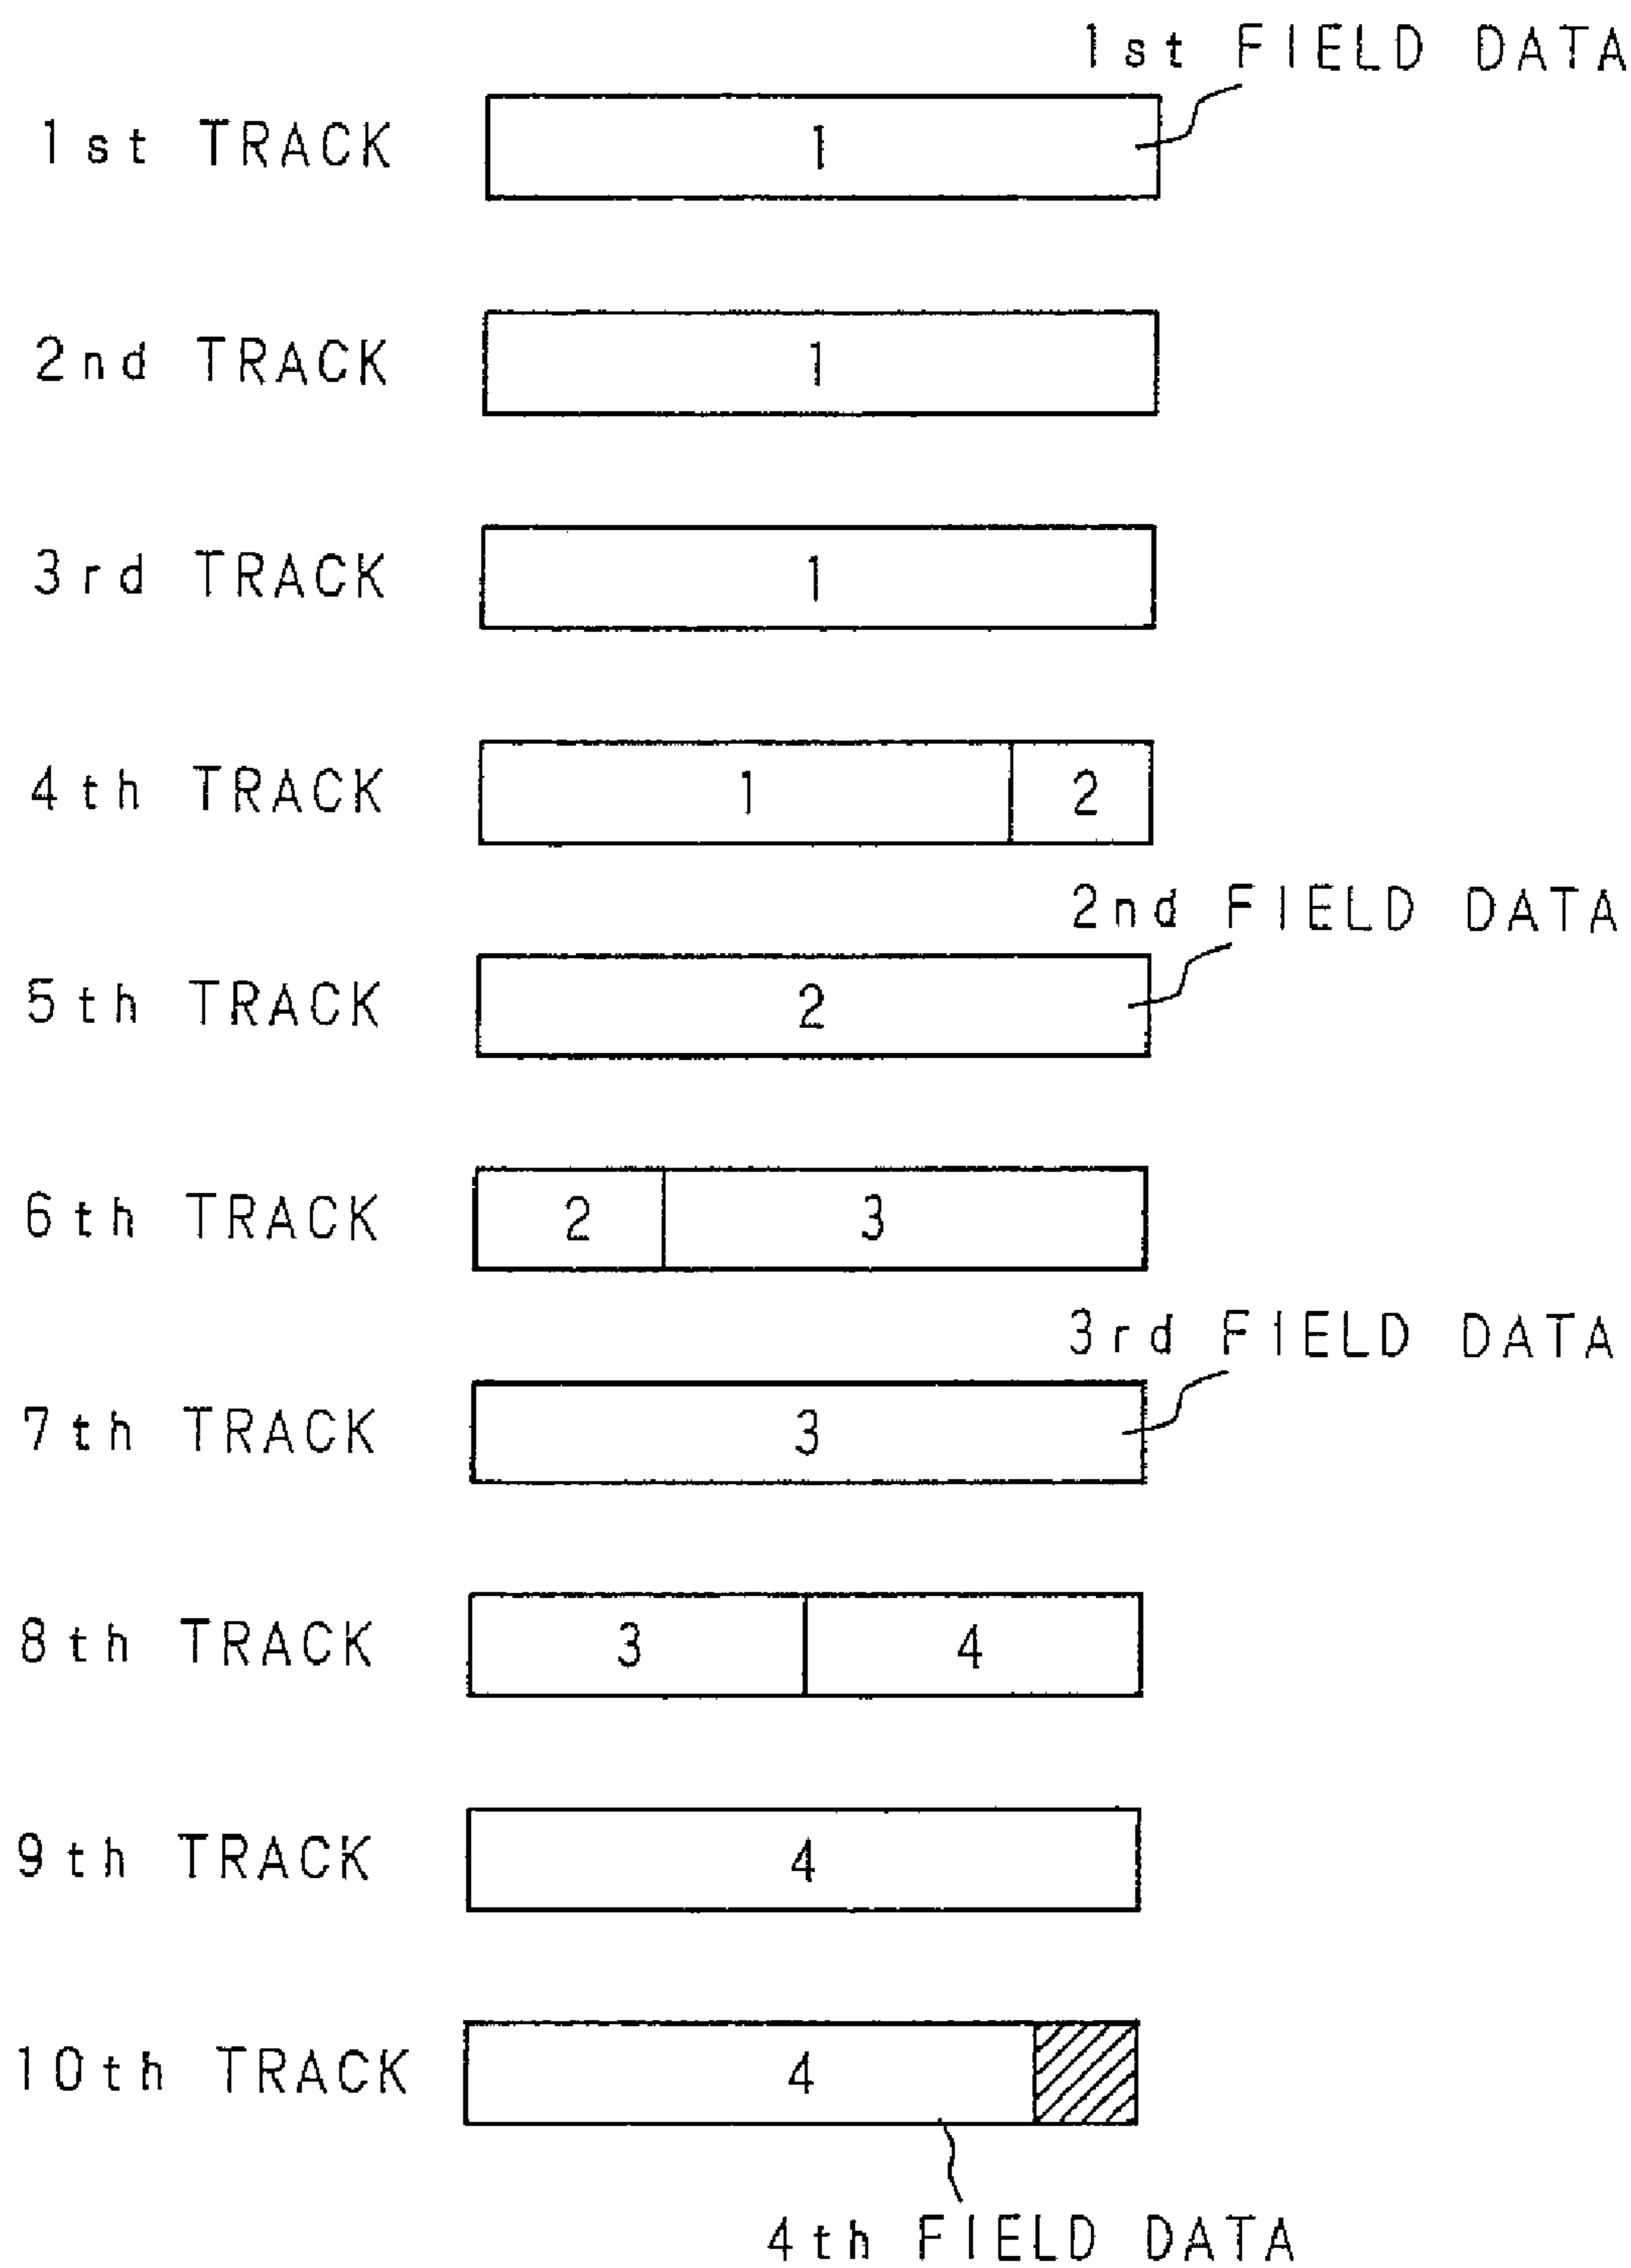 1st FIELD DATA
1st TRACK 1
2nd TRACK 1
3rd TRACK 1
4th TRACK 1 2
2nd FIELD DATA
5th TRACK 2
6th TRACK 2 3
3rd FIELD DATA
7th TRACK 3
8th TRACK 3 4
9th TRACK 4
10th TRACK 4
4th FIELD DATA